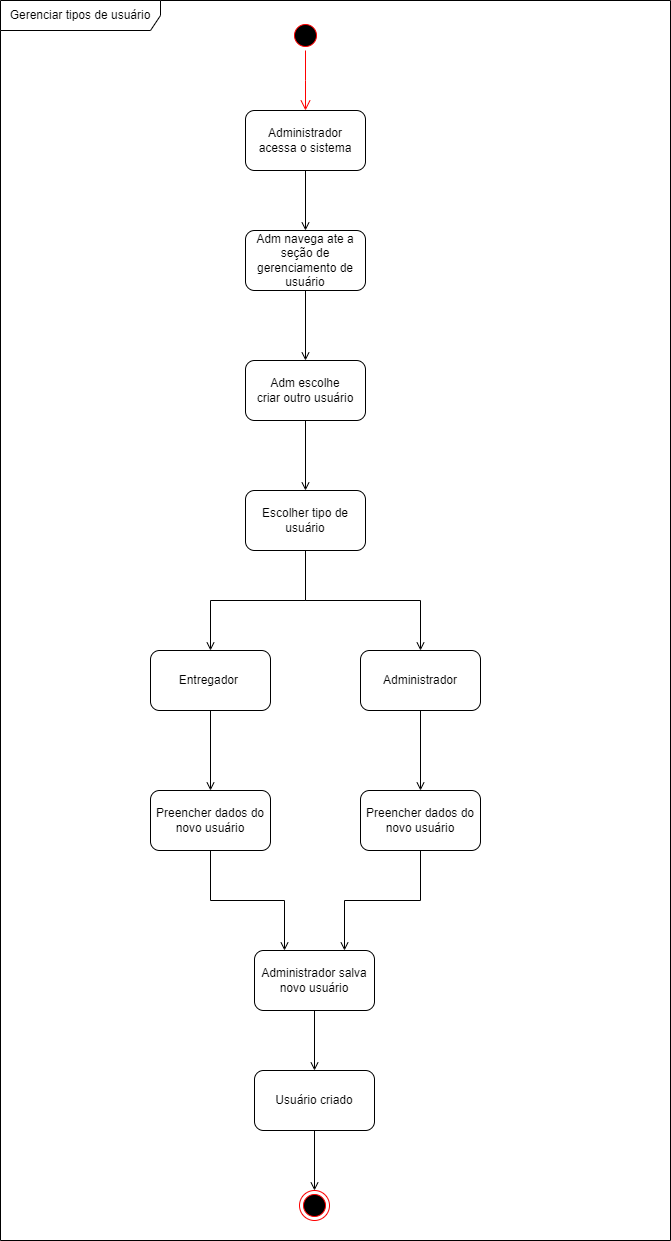 Gerenciar tipos de usuário
Administrador
acessa o sistema
Adm navega ate a
seção de
gerenciamento de
usuário
Adm escolhe
criar outro usuário
Escolher tipo de
usuário
Entregador
Administrador
Preencher dados do
novo usuário
Preencher dados do
novo usuário
Administrador salva
novo usuário
Usuário criado